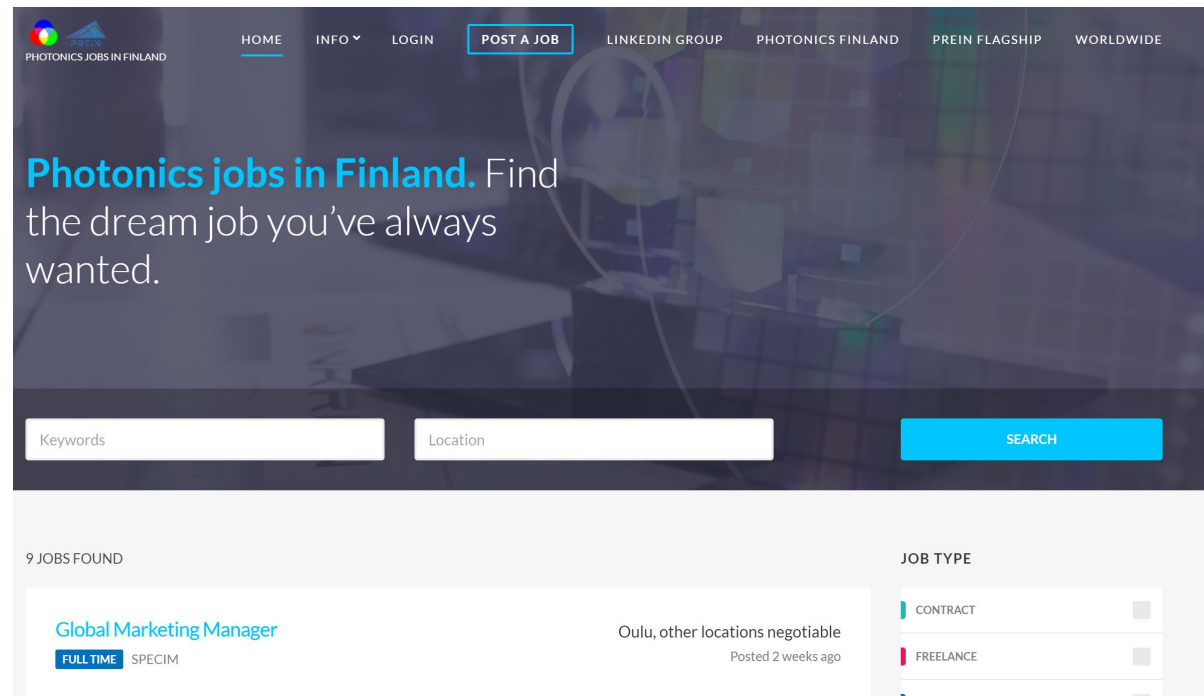 PREIN
PHOTONICS JOBS IN FINLAND
HOME INFO LOGIN POST A JOB LINKEDIN GROUP PHOTONICS FINLAND PREIN FLAGSHIP WORLDWIDE
Photonics jobs in Finland. Find
the dream job you've always
wanted.
Keywords Location SEARCH
9 JOBS FOUND
JOB TYPE
Global Marketing Manager
FULL TIME SPECIM
Oulu, other locations negotiable
Posted 2 weeks ago
CONTRACT
FREELANCE